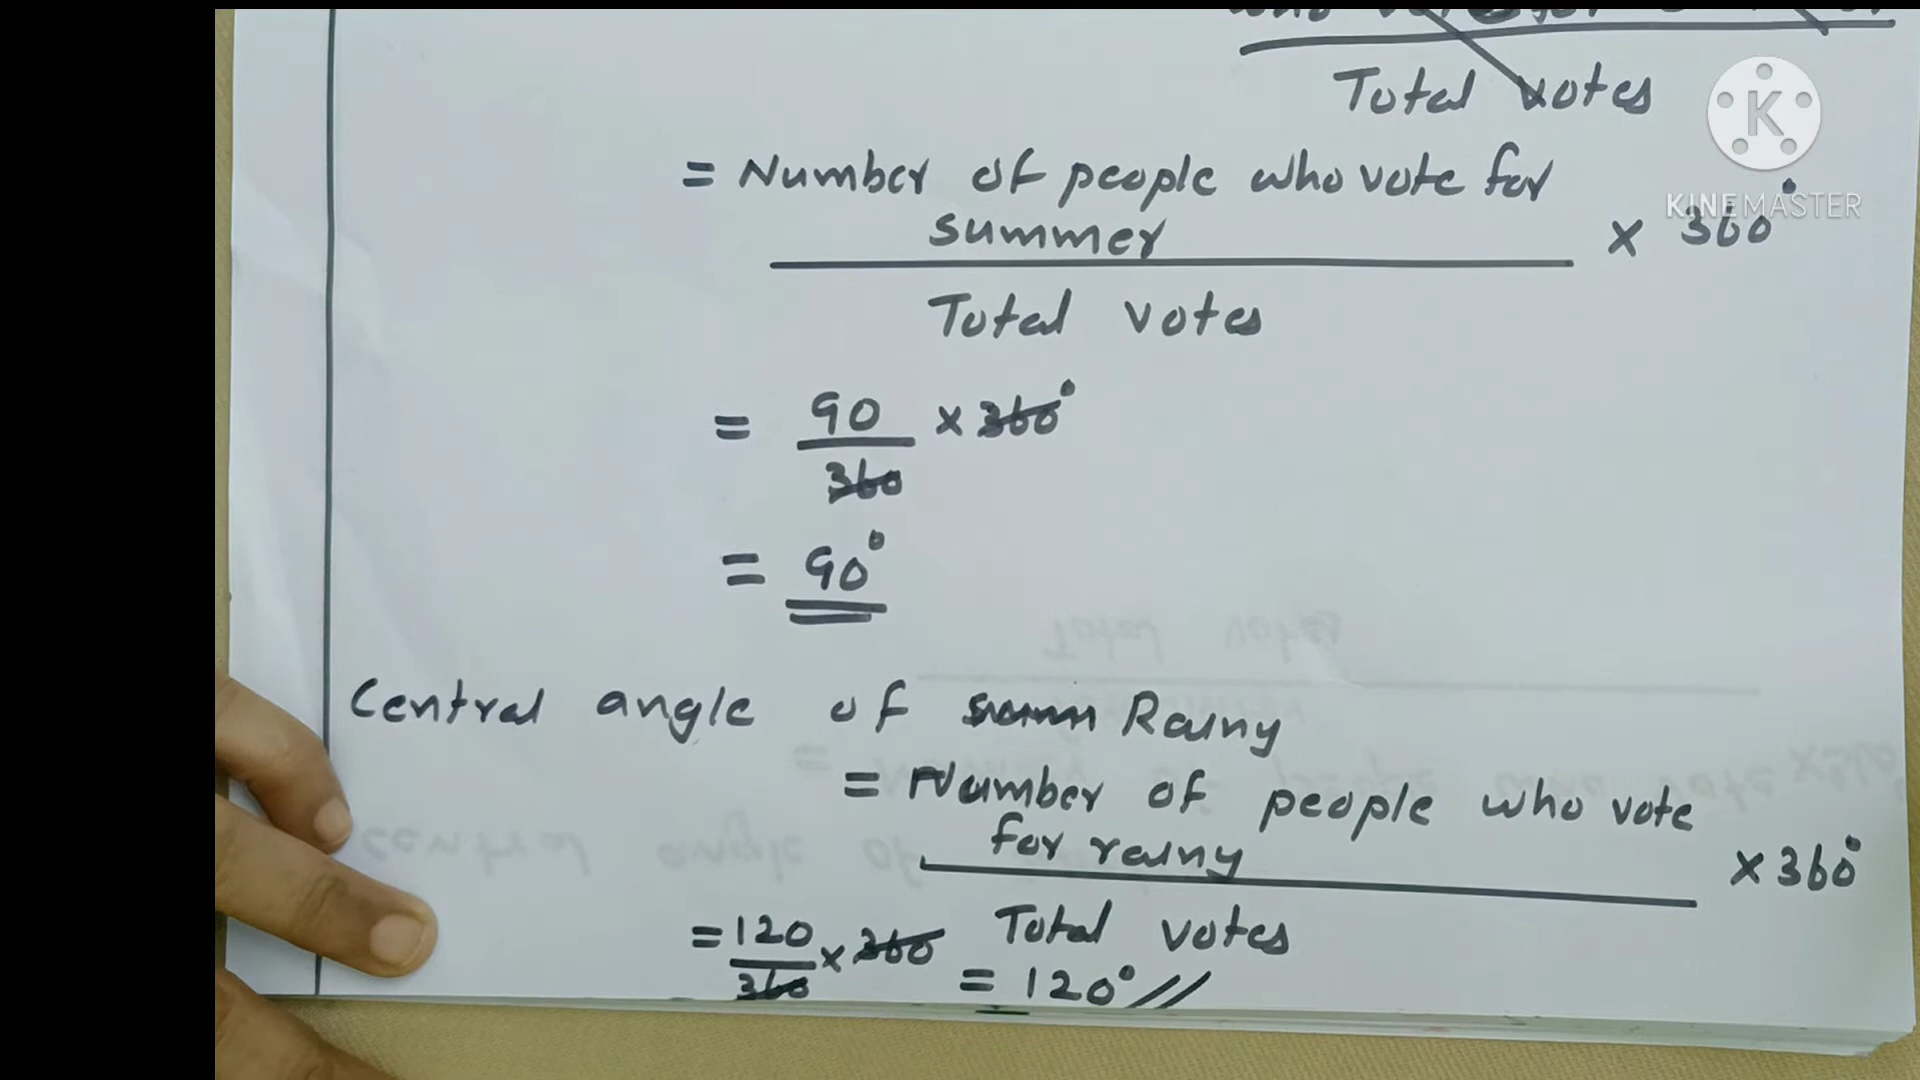 Total votes
K
KINEMASTER
= Number of people who vote for
summer
× 360°
Total votes
= 90 × 360°
360
= 90°
Central angle of summ Rainy
= Number of people who vote
for rainy
× 360°
Total votes
= 120 × 360
360
= 120° //